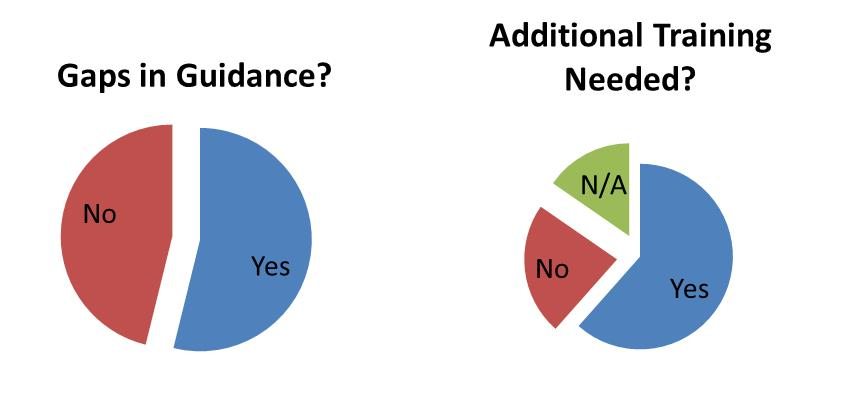 Gaps in Guidance?
No
Yes
Additional Training
Needed?
N/A
No
Yes